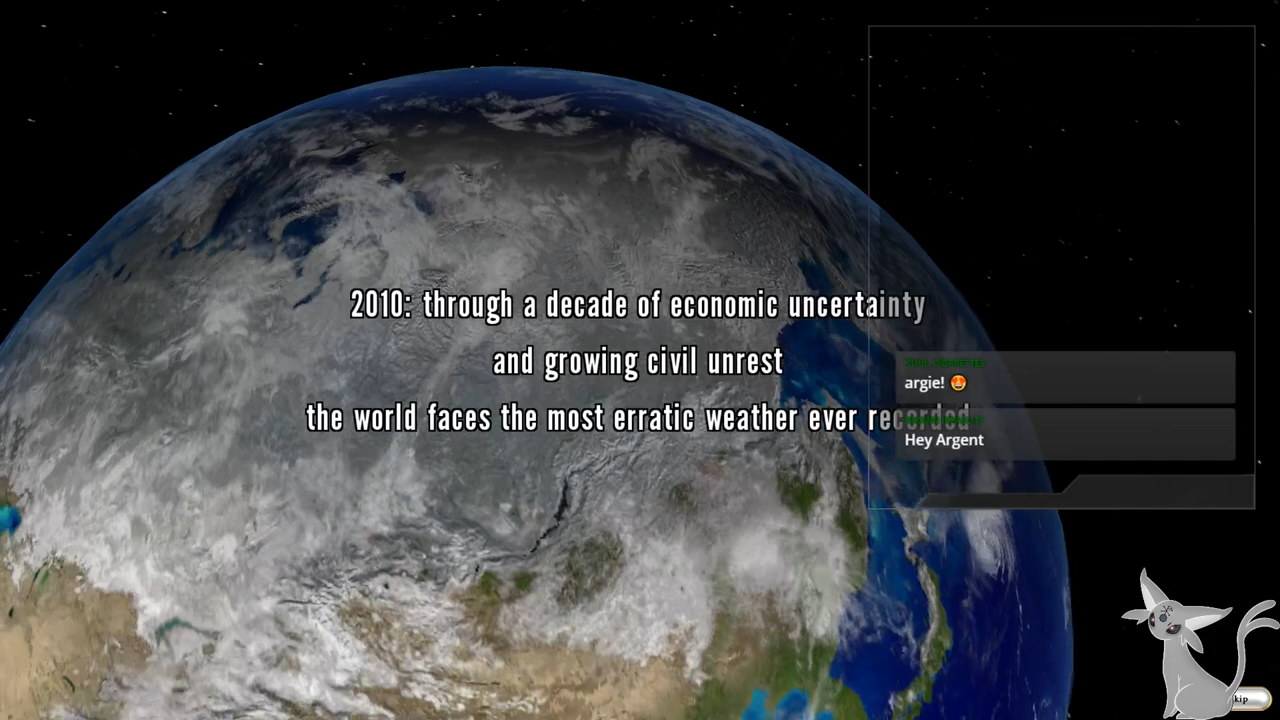 2010: through a decade of economic uncertainty
and growing civil unrest
the world faces the most erratic weather ever recorded
argie! 😍
Hey Argent
kip